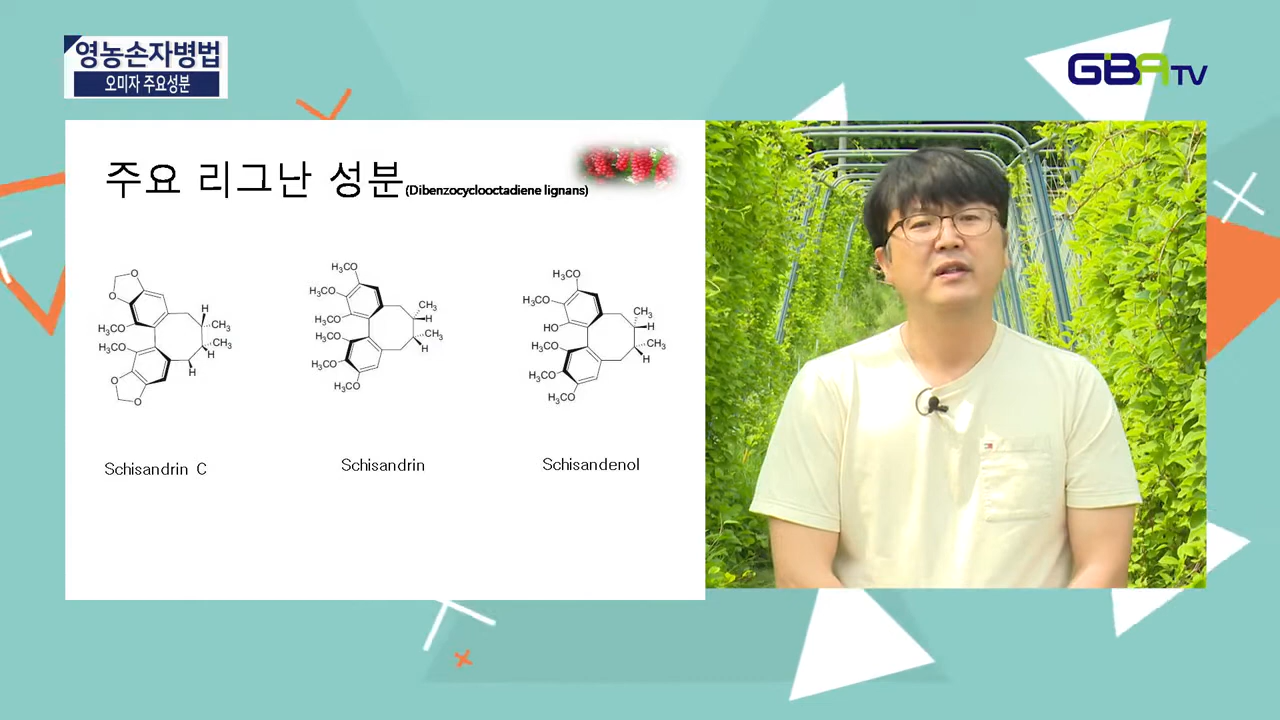 영농손자병법
오미자 주요성분
GBATV
주요 리그난 성분(Dibenzocyclooctadiene lignans)
O
O
H₃CO
H₃CO
O
O
H
CH₃
CH₃
H
H
H₃CO
H₃CO
H₃CO
H₃CO
H₃CO
H₃CO
CH₃
H
CH₃
H
H₃CO
H₃CO
HO
H₃CO
H₃CO
H₃CO
CH₃
H
CH₃
H
Schisandrin C
Schisandrin
Schisandenol